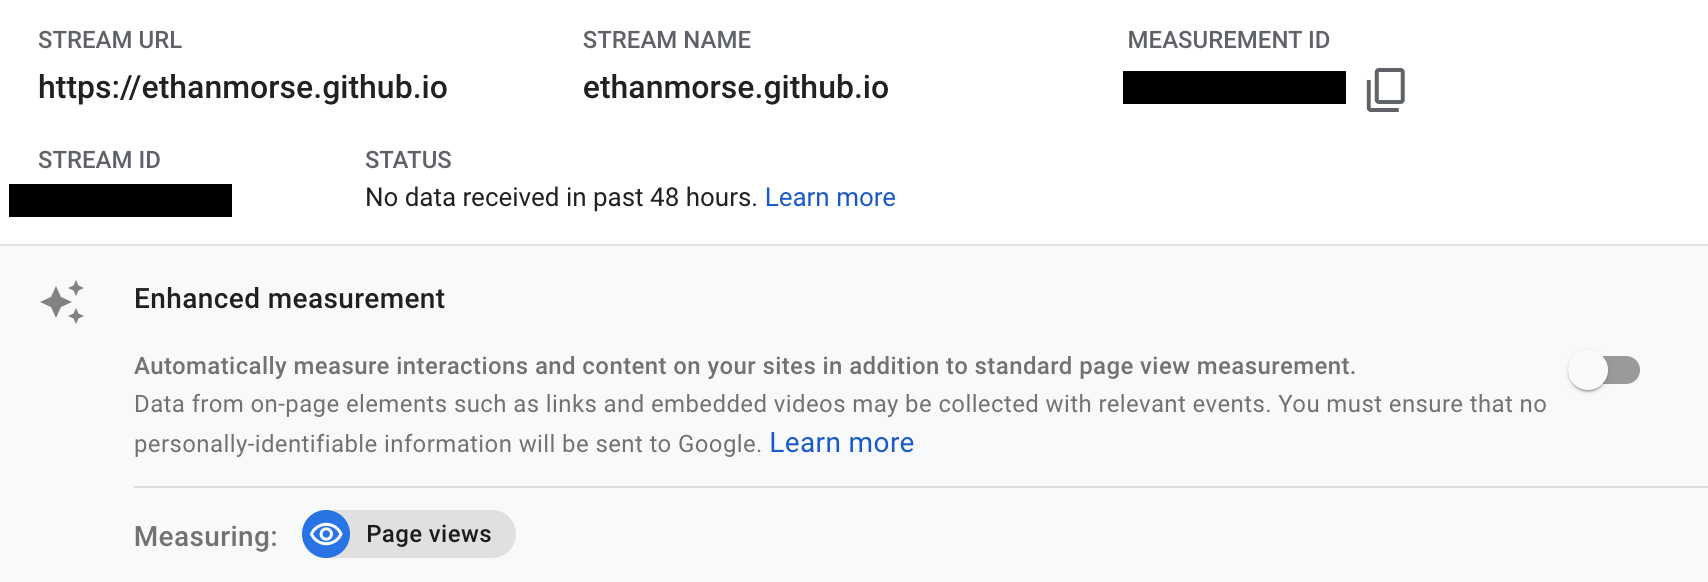 STREAM URL
STREAM NAME
MEASUREMENT ID
https://ethanmorse.github.io
ethanmorse.github.io
STREAM ID
STATUS
No data received in past 48 hours. Learn more
Enhanced measurement
Automatically measure interactions and content on your sites in addition to standard page view measurement.
Data from on-page elements such as links and embedded videos may be collected with relevant events. You must ensure that no
personally-identifiable information will be sent to Google. Learn more
Measuring:
Page views